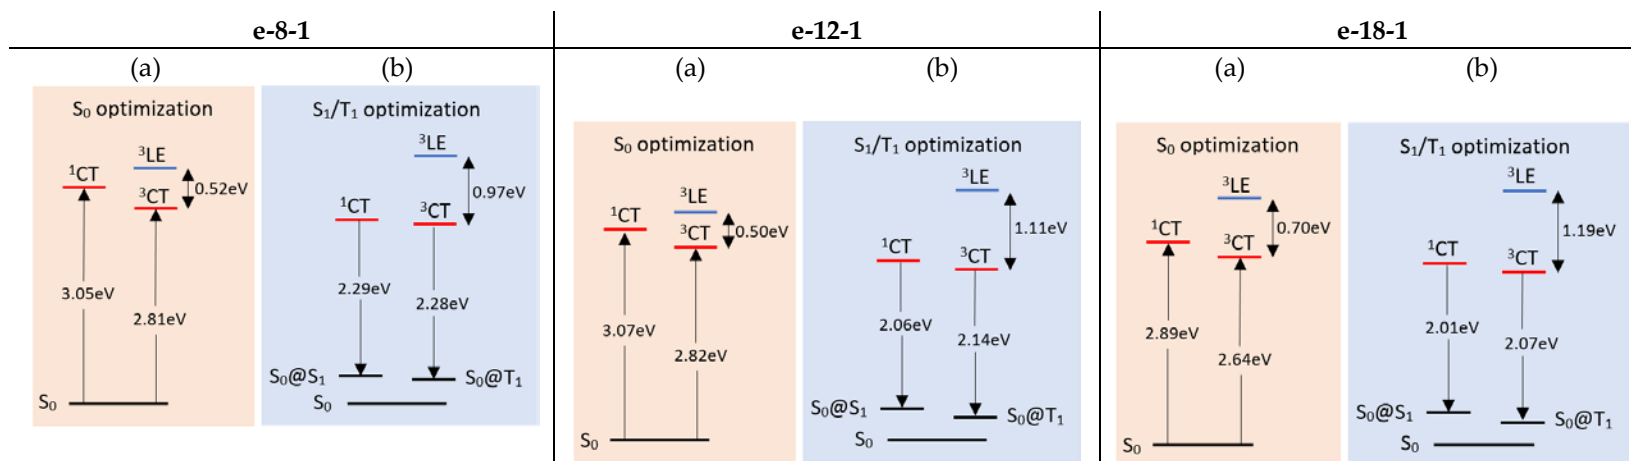 e-8-1
e-12-1
e-18-1
(a)
(b)
(a)
(b)
(a)
(b)
S₀ optimization
³LE
¹CT
0.52eV
³CT
3.05eV
2.81eV
S₀
S₁/T₁ optimization
³LE
0.97eV
¹CT
³CT
2.29eV
2.28eV
S₀@S₁
S₀@T₁
S₀
S₀ optimization
³LE
¹CT
0.50eV
³CT
3.07eV
2.82eV
S₀
S₁/T₁ optimization
³LE
1.11eV
¹CT
³CT
2.06eV
2.14eV
S₀@S₁
S₀@T₁
S₀
S₀ optimization
³LE
¹CT
0.70eV
³CT
2.89eV
2.64eV
S₀
S₁/T₁ optimization
³LE
1.19eV
¹CT
³CT
2.01eV
2.07eV
S₀@S₁
S₀@T₁
S₀